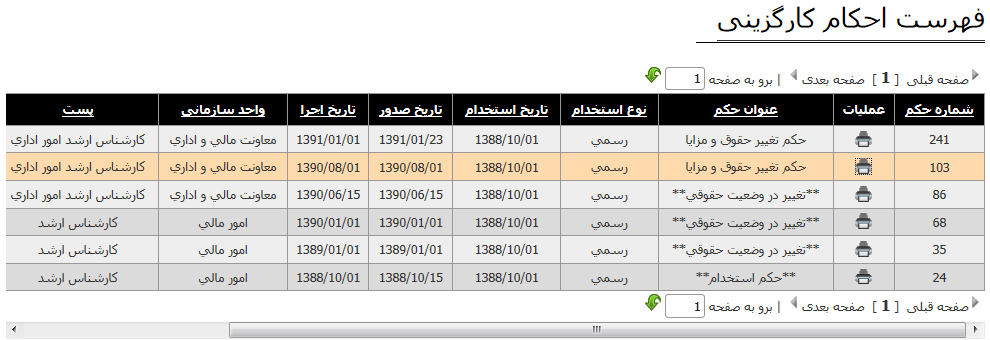 فهرست احکام کارگزینی
صفحه قبلی [ 1 ] صفحه بعدی | برو به صفحه 1
شماره حکم عملیات عنوان حکم نوع استخدام تاریخ استخدام تاریخ صدور تاریخ اجرا واحد سازمانی پست
241 حکم تغییر حقوق و مزایا رسمي 1388/10/01 1391/01/23 1391/01/01 معاونت مالي و اداري کارشناس ارشد امور اداري
103 حکم تغییر حقوق و مزایا رسمي 1388/10/01 1390/08/01 1390/08/01 معاونت مالي و اداري کارشناس ارشد امور اداري
86 **تغییر در وضعیت حقوقي** رسمي 1388/10/01 1390/06/15 1390/06/15 معاونت مالي و اداري کارشناس ارشد امور اداري
68 **تغییر در وضعیت حقوقي** رسمي 1388/10/01 1390/01/01 1390/01/01 امور مالي کارشناس ارشد
35 **تغییر در وضعیت حقوقي** رسمي 1388/10/01 1389/01/01 1389/01/01 امور مالي کارشناس ارشد
24 **حکم استخدام** رسمي 1388/10/01 1388/10/15 1388/10/01 امور مالي کارشناس ارشد
صفحه قبلی [ 1 ] صفحه بعدی | برو به صفحه 1